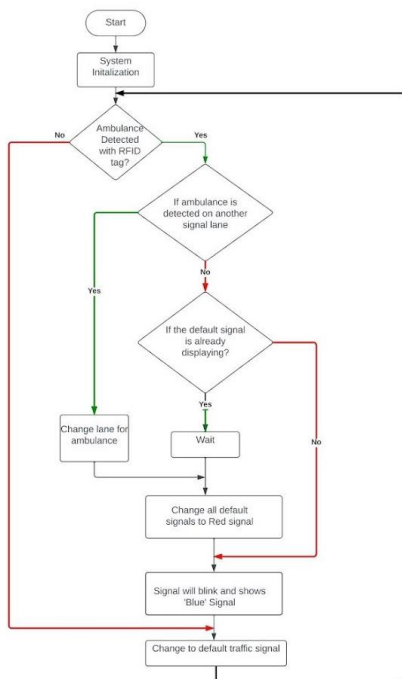 Start
System
Initalization
Ambulance
Detected
with RFID
tag?
No
Yes
If ambulance is
detected on another
signal lane
Yes
No
If the default signal
is already
displaying?
Yes
No
Change lane for
ambulance
Wait
Change all default
signals to Red signal
Signal will blink and shows
'Blue' Signal
Change to default traffic signal